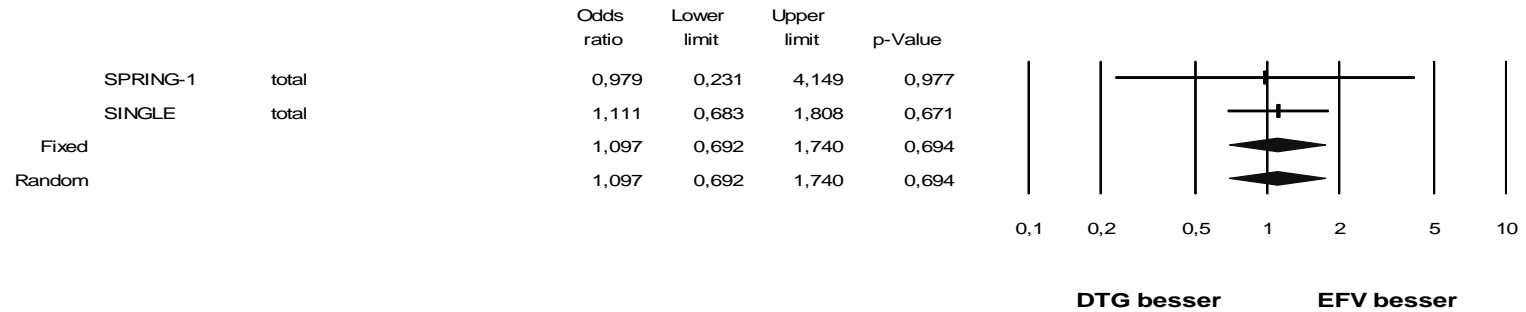 Odds Lower Upper
ratio limit limit p-Value
SPRING-1 total 0,979 0,231 4,149 0,977
SINGLE total 1,111 0,683 1,808 0,671
Fixed 1,097 0,692 1,740 0,694
Random 1,097 0,692 1,740 0,694
0,1 0,2 0,5 1 2 5 10
DTG besser EFV besser